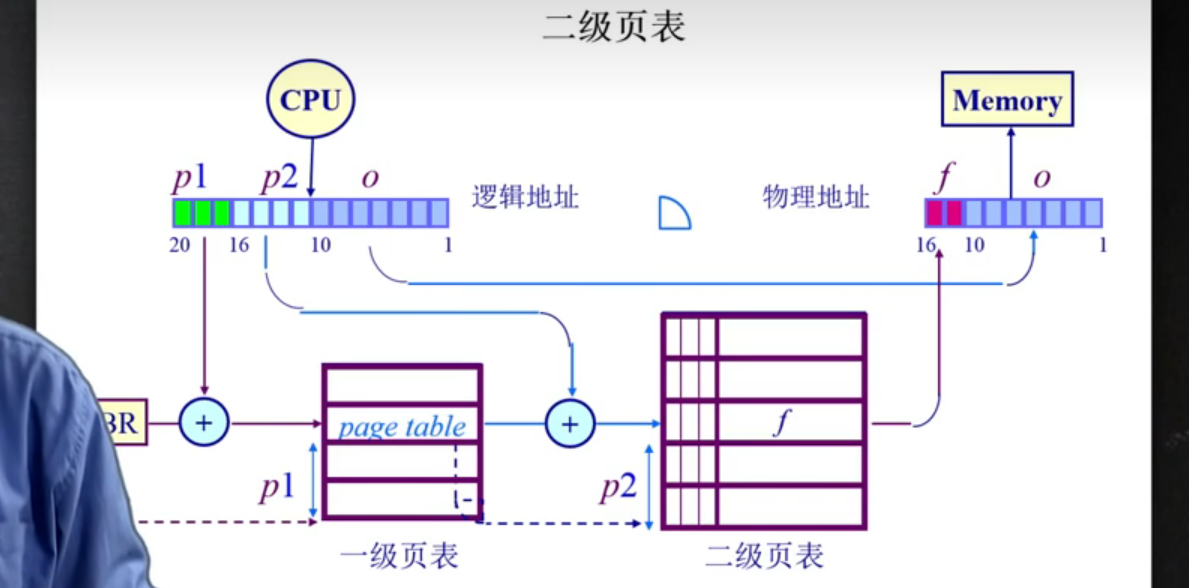 二级页表
CPU
Memory
p1 p2 o
逻辑地址
物理地址
f o
20 16 10 1
16 10 1
BR
+
page table
+
f
p1
p2
一级页表
二级页表